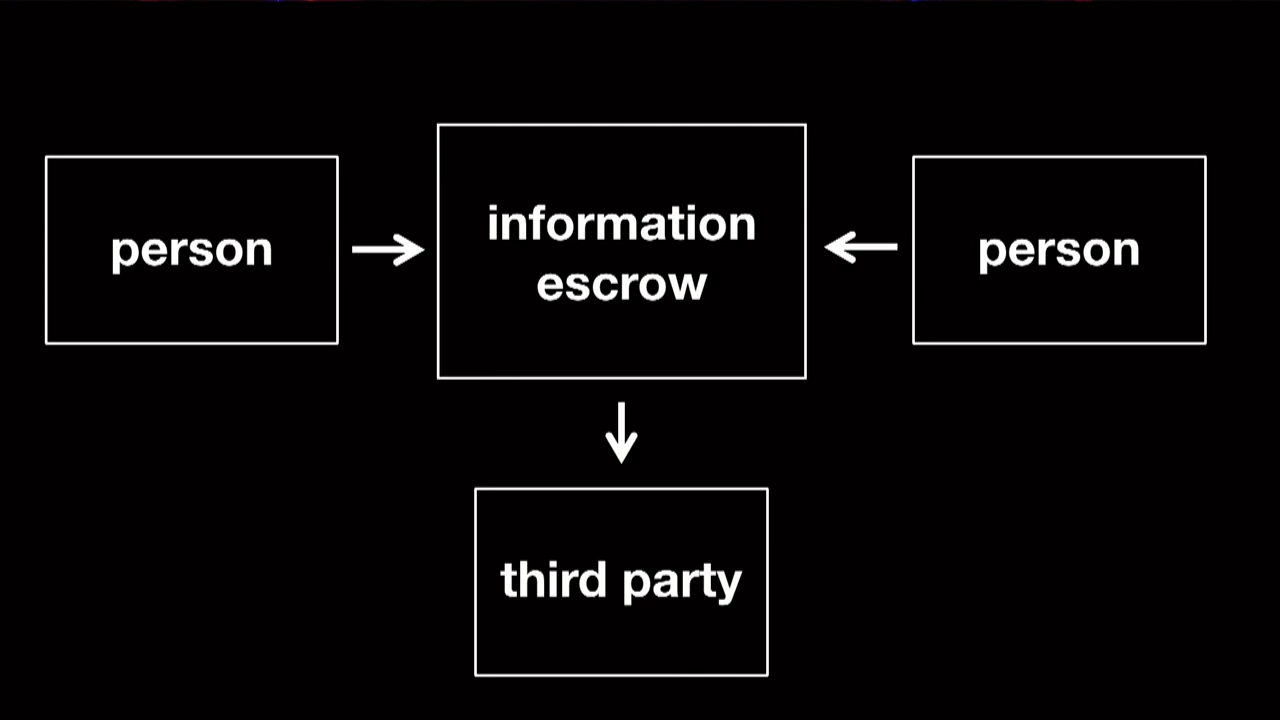 person
information
escrow
person
third party